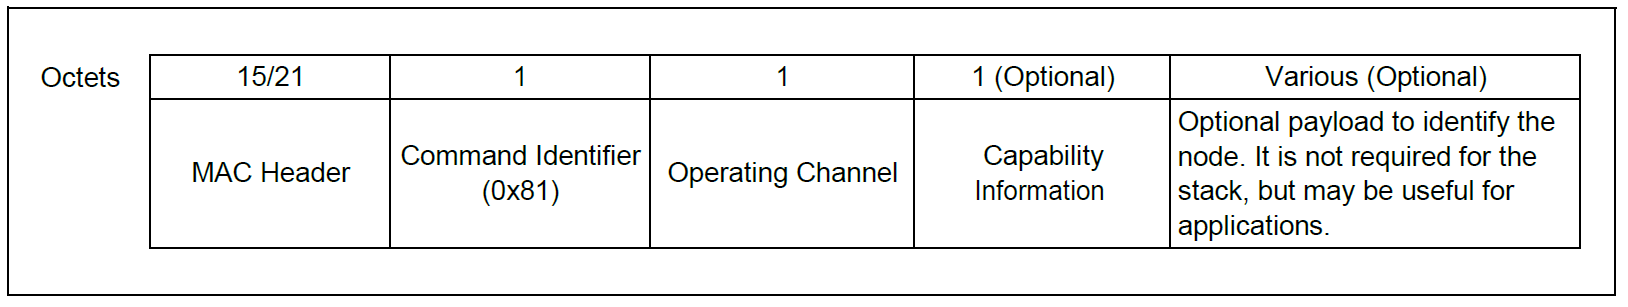 Octets 15/21 1 1 1 (Optional) Various (Optional)
MAC Header
Command Identifier
(0x81)
Operating Channel
Capability
Information
Optional payload to identify the
node. It is not required for the
stack, but may be useful for
applications.